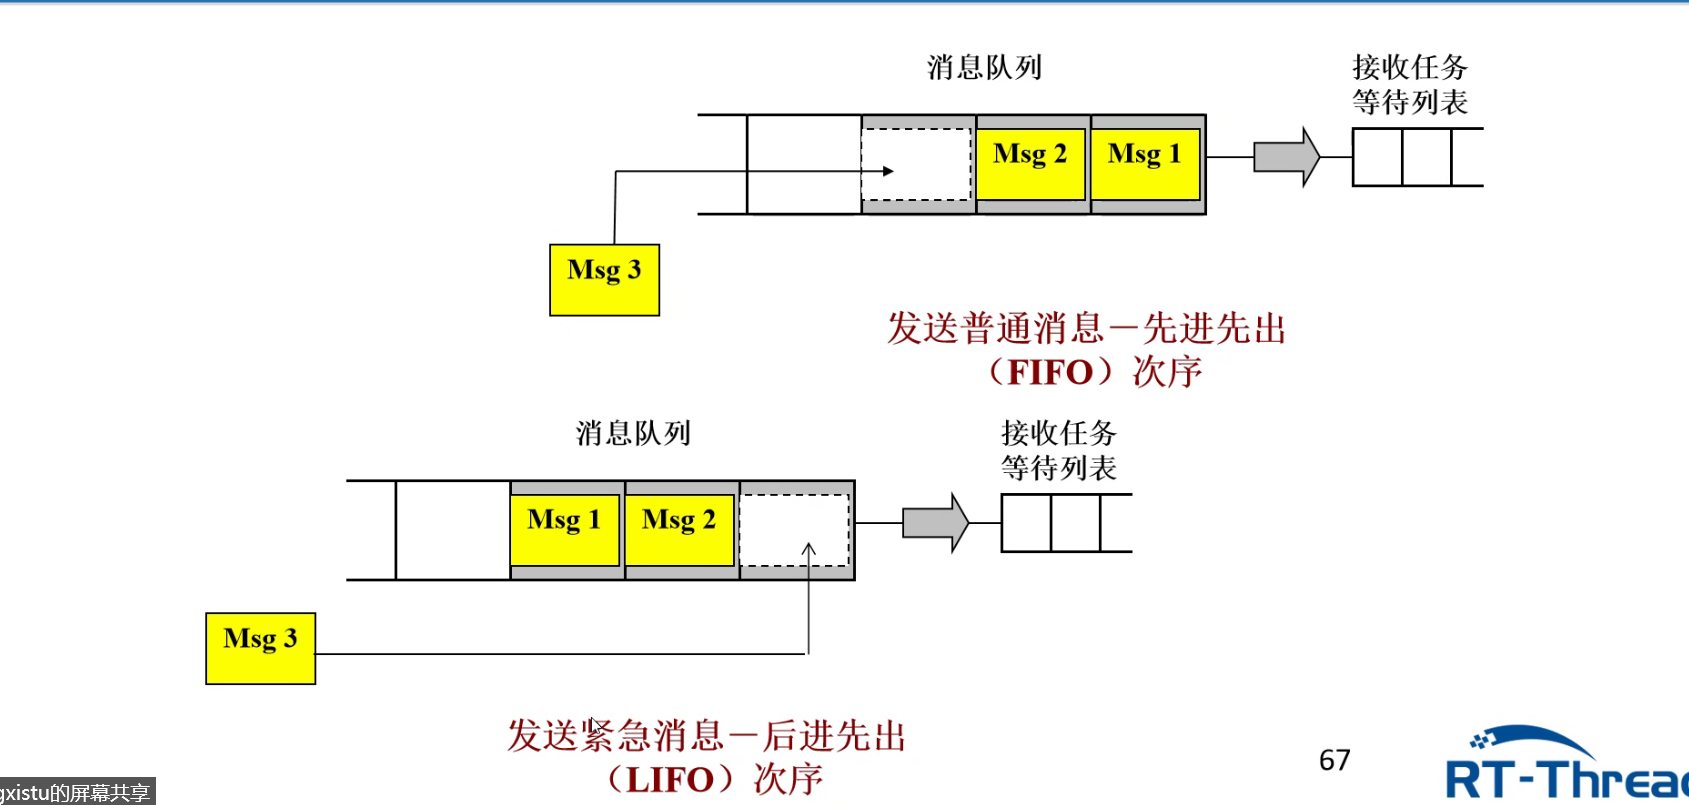 消息队列
接收任务
等待列表
Msg 2
Msg 1
Msg 3
发送普通消息－先进先出
（FIFO）次序
消息队列
接收任务
等待列表
Msg 1
Msg 2
Msg 3
发送紧急消息－后进先出
（LIFO）次序
67
RT-Threa
gxistu的屏幕共享